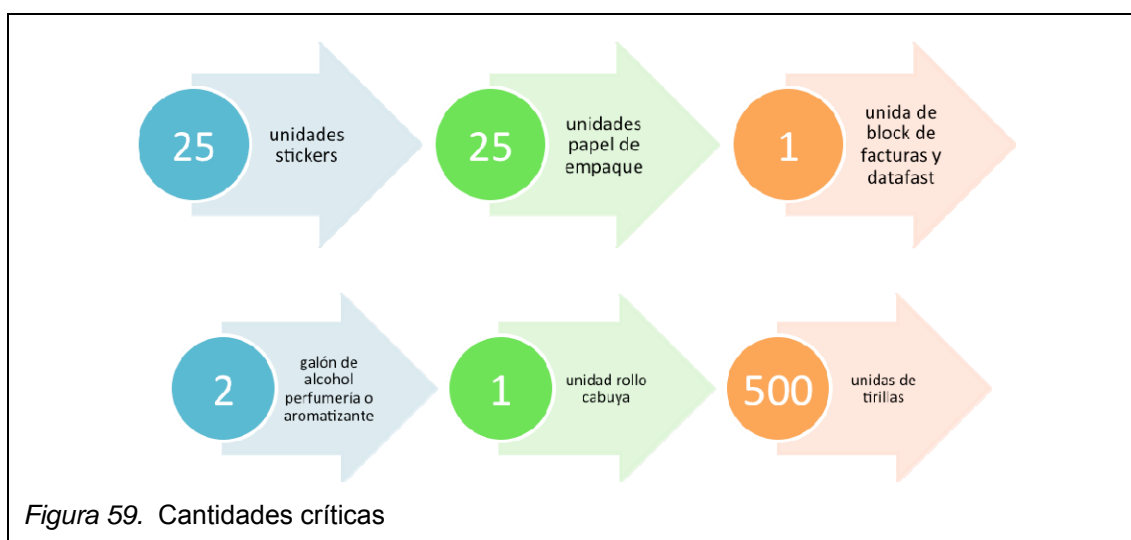 25
unidades
stickers
25
unidades
papel de
empaque
1
unida de
block de
facturas y
datafast
2
galón de
alcohol
perfumería o
aromatizante
1
unidad rollo
cabuya
500
unidas de
tirillas
Figura 59. Cantidades críticas